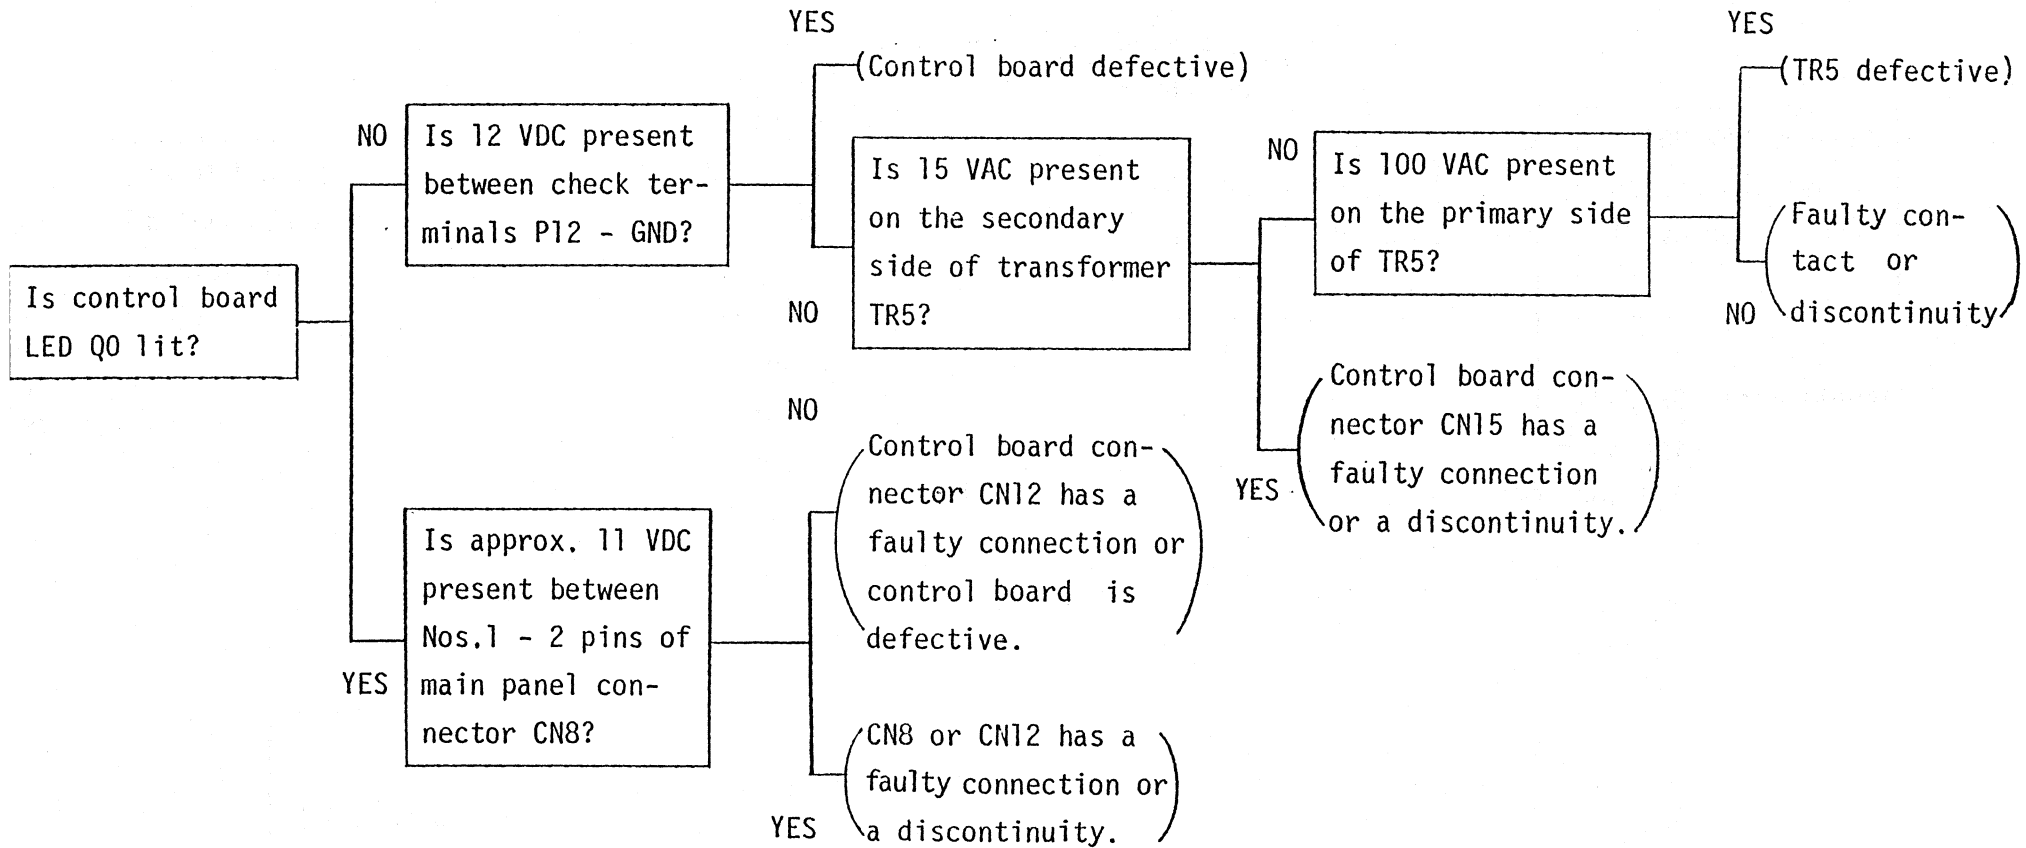 Is control board
LED Q0 lit?
NO
Is 12 VDC present
between check ter-
minals P12 - GND?
YES
Is approx. 11 VDC
present between
Nos.1 - 2 pins of
main panel con-
nector CN8?
YES
(Control board defective)
NO
Is 15 VAC present
on the secondary
side of transformer
TR5?
NO
Control board con-
nector CN12 has a
faulty connection or
control board is
defective.
YES
CN8 or CN12 has a
faulty connection or
a discontinuity.
NO
Is 100 VAC present
on the primary side
of TR5?
YES
Control board con-
nector CN15 has a
faulty connection
or a discontinuity.
YES
(TR5 defective)
NO
Faulty con-
tact or
discontinuity